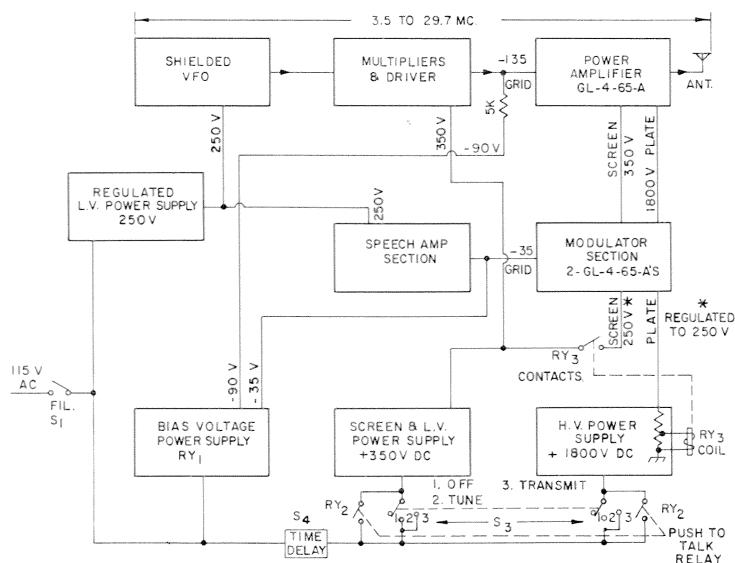 3.5 TO 29.7 MC.
SHIELDED
VFO
MULTIPLIERS
& DRIVER
-135
GRID
5K
POWER
AMPLIFIER
GL-4-65-A
ANT.
250 V
350 V
-90 V
SCREEN
350 V
1800V PLATE
REGULATED
L.V. POWER SUPPLY
250V
250V
SPEECH AMP
SECTION
-35
GRID
MODULATOR
SECTION
2-GL-4-65-A'S
SCREEN
250V*
PLATE
*
REGULATED
TO 250 V
115 V
AC
FIL.
S1
-90 V
-35 V
RY3
CONTACTS
BIAS VOLTAGE
POWER SUPPLY
RY1
SCREEN & L.V.
POWER SUPPLY
+350V DC
H.V. POWER
SUPPLY
+ 1800V DC
RY3
COIL
1. OFF
2. TUNE
3. TRANSMIT
S4
TIME
DELAY
RY2
1 2 3
S3
1 2 3
RY2
PUSH TO
TALK
RELAY